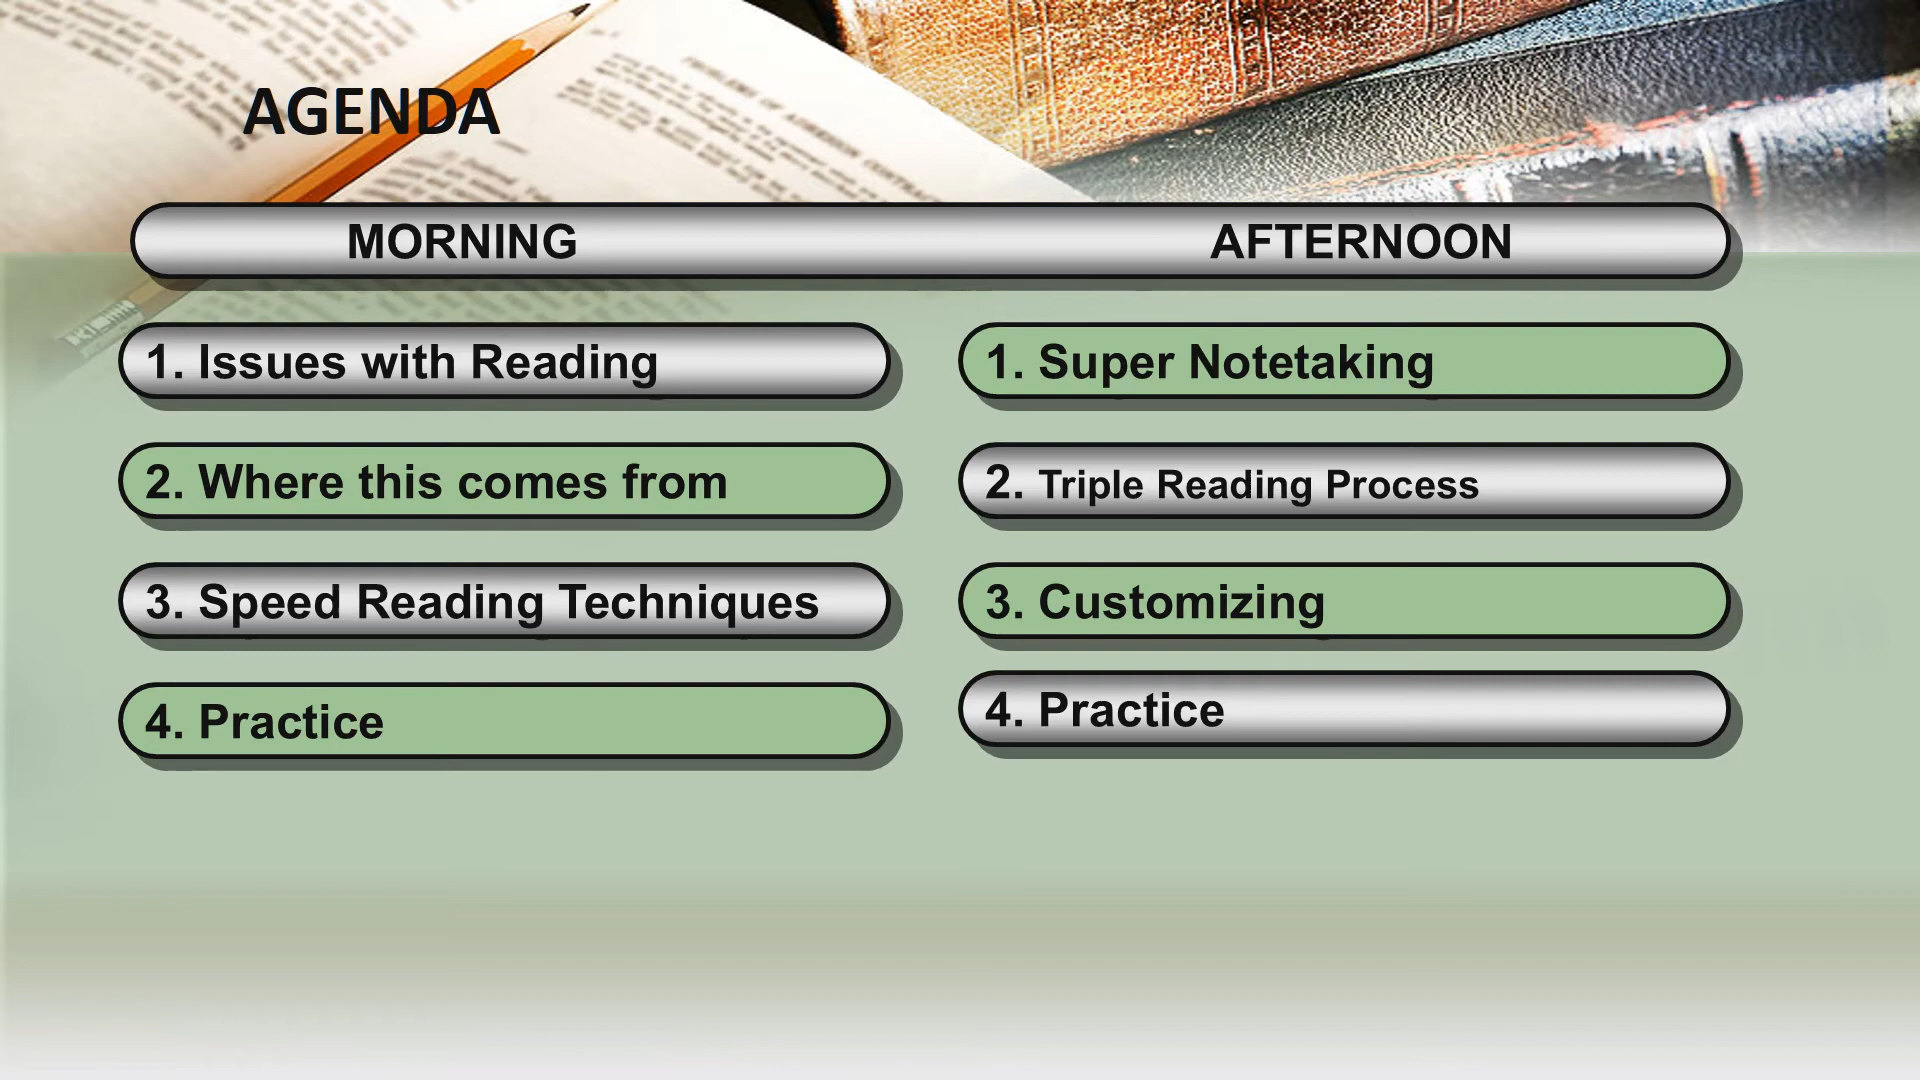 AGENDA
MORNING AFTERNOON
1. Issues with Reading
2. Where this comes from
3. Speed Reading Techniques
4. Practice
1. Super Notetaking
2. Triple Reading Process
3. Customizing
4. Practice